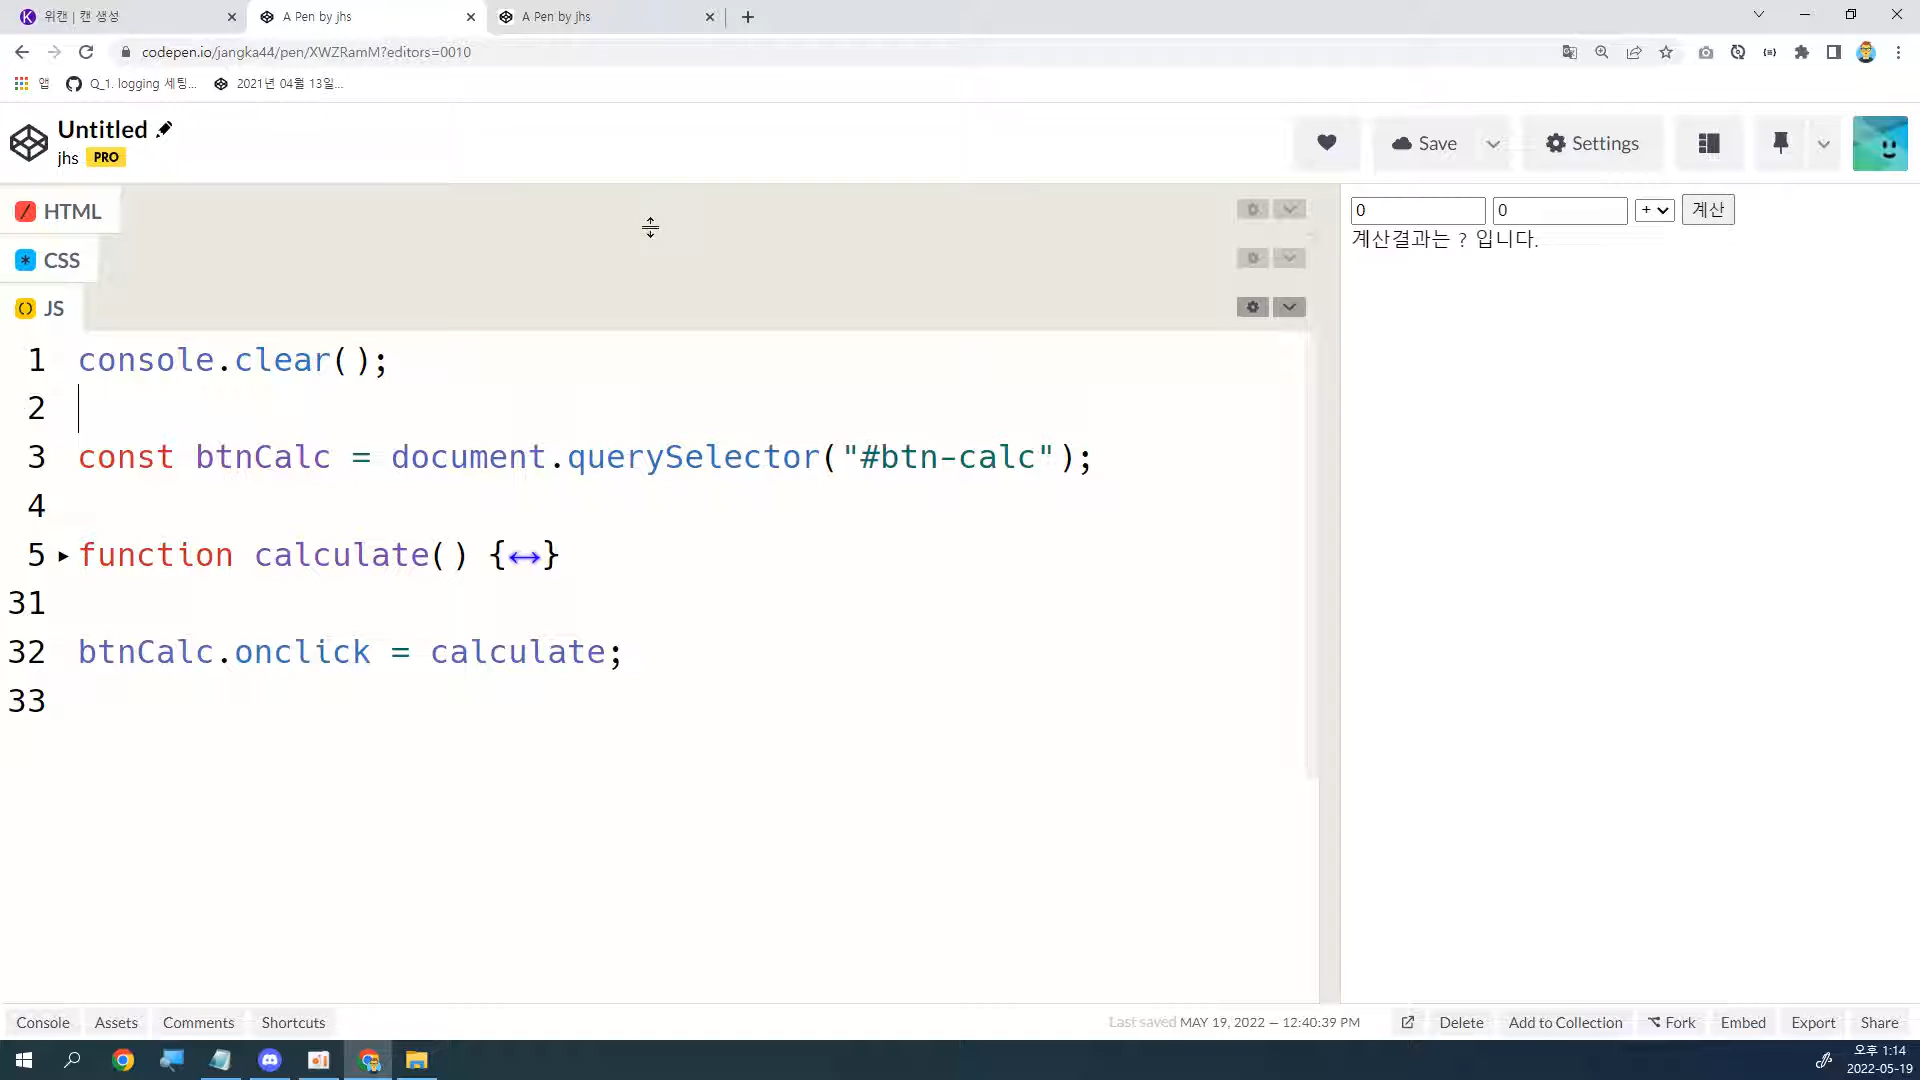 위캔 | 캔 생성
A Pen by jhs
A Pen by jhs
codepen.io/jangka44/pen/XWZRamM?editors=0010
앱
Q_1. logging 세팅...
2021년 04월 13일...
Untitled
jhs PRO
Save
Settings
HTML
CSS
JS
1 console.clear();
2
3 const btnCalc = document.querySelector("#btn-calc");
4
5 function calculate() {↔}
31
32 btnCalc.onclick = calculate;
33
0 0 + 계산
계산결과는 ? 입니다.
Console Assets Comments Shortcuts
Last saved MAY 19, 2022 — 12:40:39 PM
Delete Add to Collection Fork Embed Export Share
오후 1:14
2022-05-19